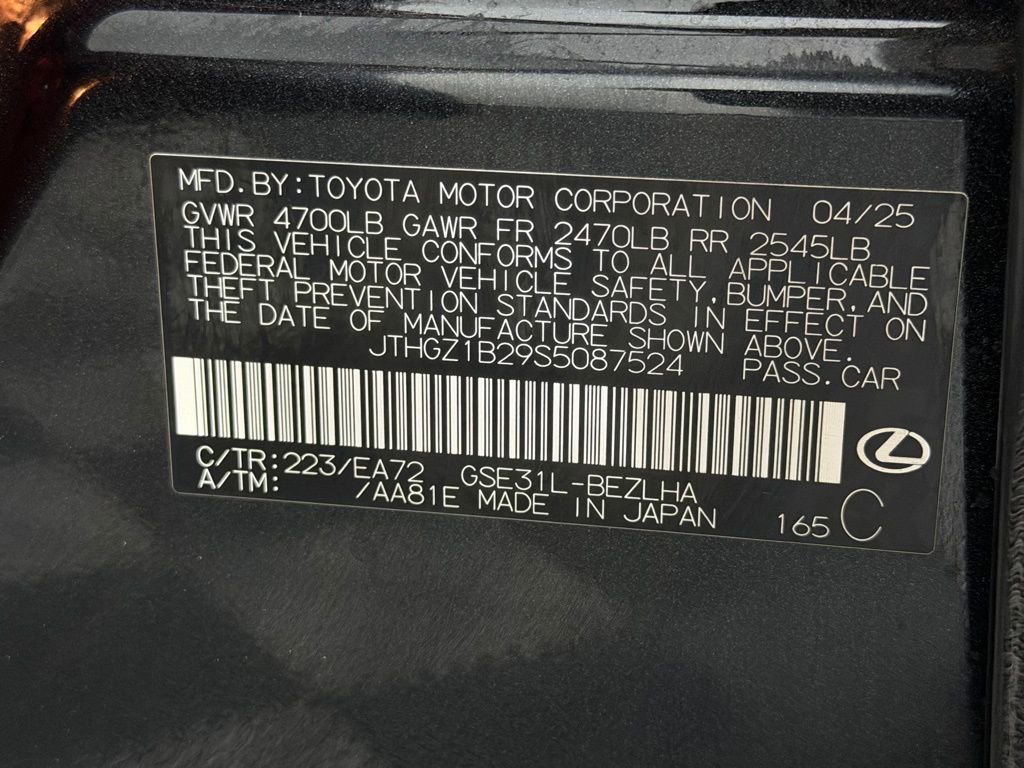 MFD.BY:TOYOTA MOTOR CORPORATION 04/25
GVWR 4700LB GAWR FR 2470LB RR 2545LB
THIS VEHICLE CONFORMS TO ALL APPLICABLE
FEDERAL MOTOR VEHICLE SAFETY,BUMPER,AND
THEFT PREVENTION STANDARDS IN EFFECT ON
THE DATE OF MANUFACTURE SHOWN ABOVE.
JTHGZ1B29S5087524 PASS.CAR
C/TR:223/EA72 GSE31L-BEZLHA
A/TM: /AA81E MADE IN JAPAN 165 C